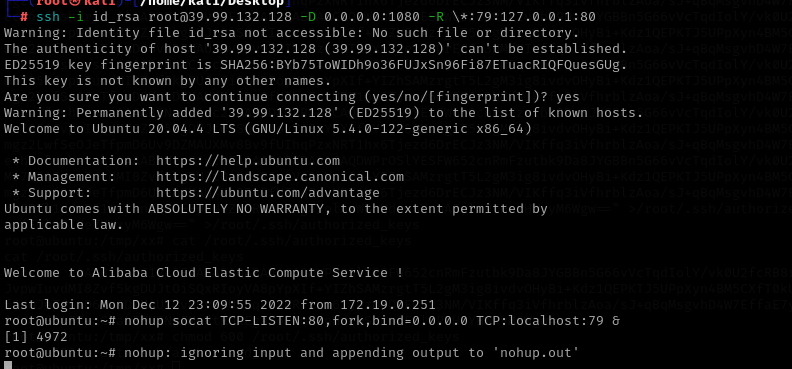 (root㉿kali)-[/home/kali/Desktop]
# ssh -i id_rsa root@39.99.132.128 -D 0.0.0.0:1080 -R \*:79:127.0.0.1:80
Warning: Identity file id_rsa not accessible: No such file or directory.
The authenticity of host '39.99.132.128 (39.99.132.128)' can't be established.
ED25519 key fingerprint is SHA256:BYb75ToWIDh9o36FUJxSn96Fi87ETuacRIQFQuesGUg.
This key is not known by any other names.
Are you sure you want to continue connecting (yes/no/[fingerprint])? yes
Warning: Permanently added '39.99.132.128' (ED25519) to the list of known hosts.
Welcome to Ubuntu 20.04.4 LTS (GNU/Linux 5.4.0-122-generic x86_64)
* Documentation: https://help.ubuntu.com
* Management: https://landscape.canonical.com
* Support: https://ubuntu.com/advantage
Ubuntu comes with ABSOLUTELY NO WARRANTY, to the extent permitted by
applicable law.
Welcome to Alibaba Cloud Elastic Compute Service !
Last login: Mon Dec 12 23:09:55 2022 from 172.19.0.251
root@ubuntu:~# nohup socat TCP-LISTEN:80,fork,bind=0.0.0.0 TCP:localhost:79 &
[1] 4972
root@ubuntu:~# nohup: ignoring input and appending output to 'nohup.out'